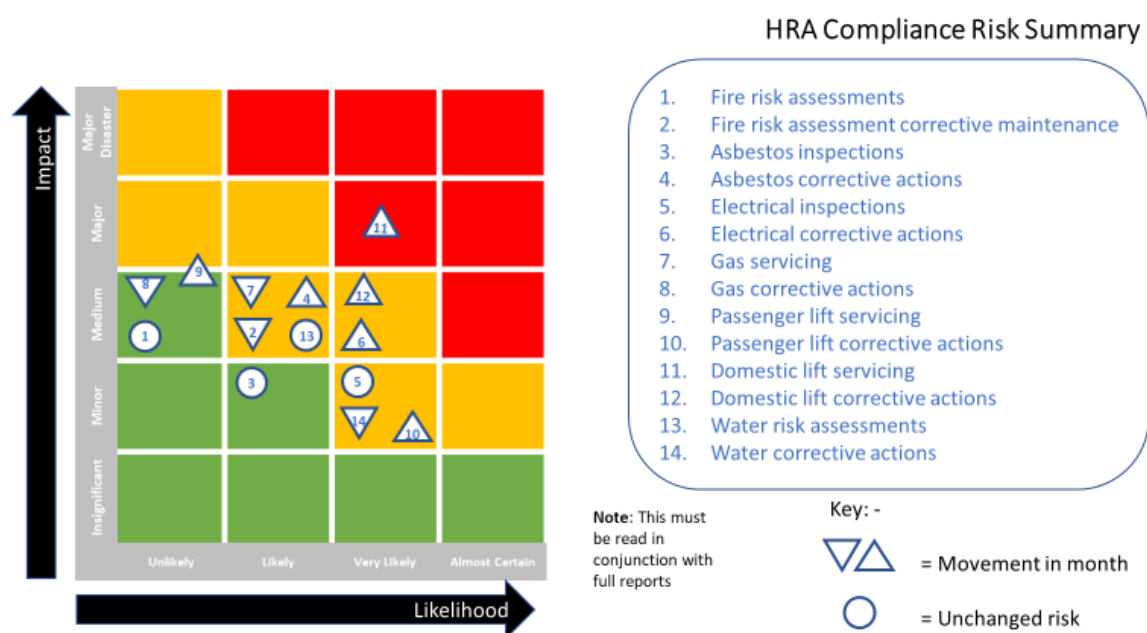 HRA Compliance Risk Summary
Impact
Major Disaster
Major
Medium
Minor
Insignificant
11
9
8
7
4
12
1
2
13
6
3
5
14
10
Unlikely
Likely
Very Likely
Almost Certain
Likelihood
1. Fire risk assessments
2. Fire risk assessment corrective maintenance
3. Asbestos inspections
4. Asbestos corrective actions
5. Electrical inspections
6. Electrical corrective actions
7. Gas servicing
8. Gas corrective actions
9. Passenger lift servicing
10. Passenger lift corrective actions
11. Domestic lift servicing
12. Domestic lift corrective actions
13. Water risk assessments
14. Water corrective actions
Note: This must
be read in
conjunction with
full reports
Key: -
= Movement in month
= Unchanged risk